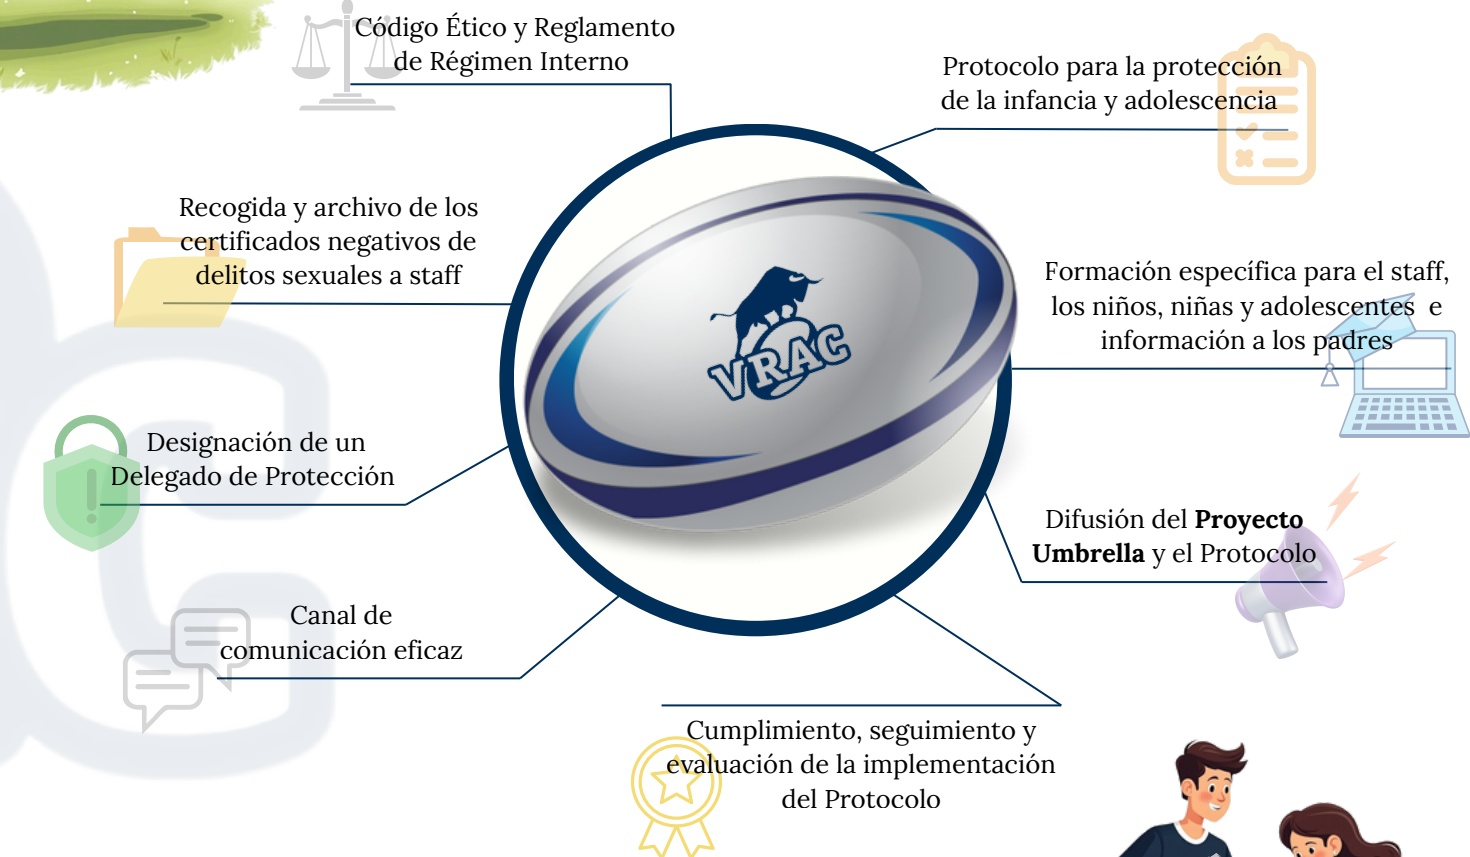 Código Ético y Reglamento
de Régimen Interno
Protocolo para la protección
de la infancia y adolescencia
Recogida y archivo de los
certificados negativos de
delitos sexuales a staff
Formación específica para el staff,
los niños, niñas y adolescentes e
información a los padres
VRAC
Designación de un
Delegado de Protección
Difusión del Proyecto
Umbrella y el Protocolo
Canal de
comunicación eficaz
Cumplimiento, seguimiento y
evaluación de la implementación
del Protocolo